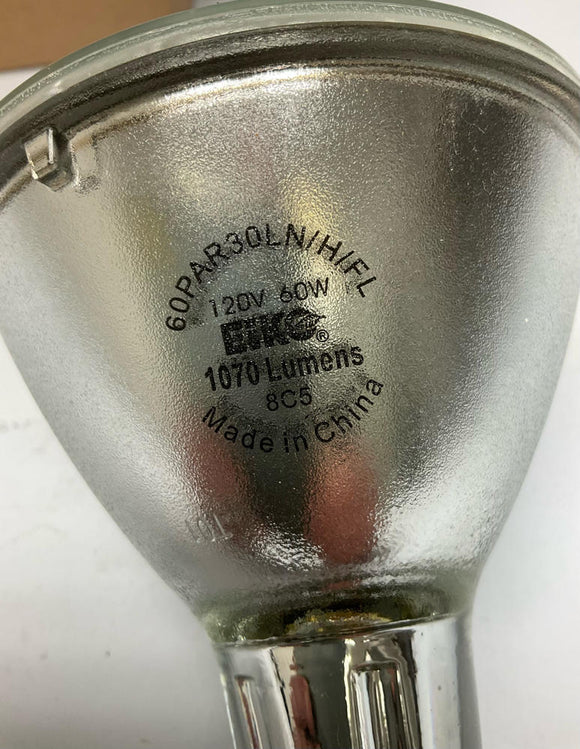 60PAR30LN/H/FL
120V 60W
EIKO®
1070 Lumens
8C5
Made in China